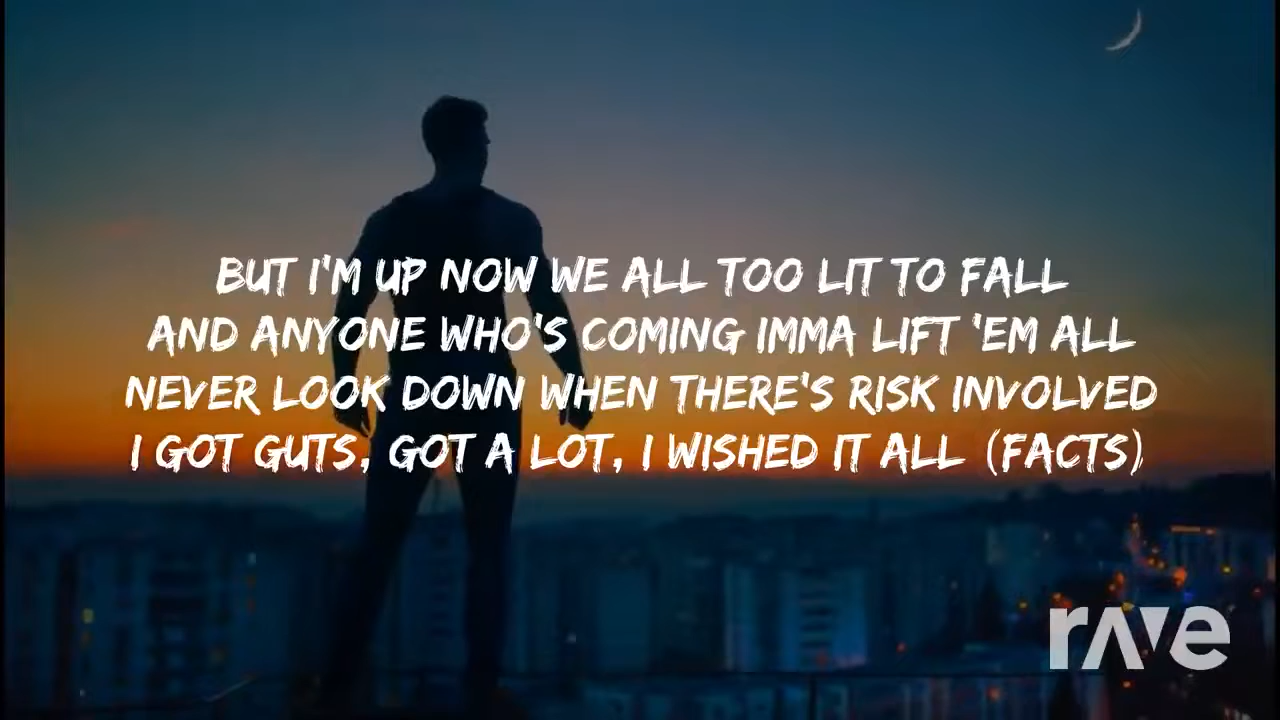 BUT I'M UP NOW WE ALL TOO LIT TO FALL
AND ANYONE WHO'S COMING IMMA LIFT 'EM ALL
NEVER LOOK DOWN WHEN THERE'S RISK INVOLVED
I GOT GUTS, GOT A LOT, I WISHED IT ALL (FACTS)
rave